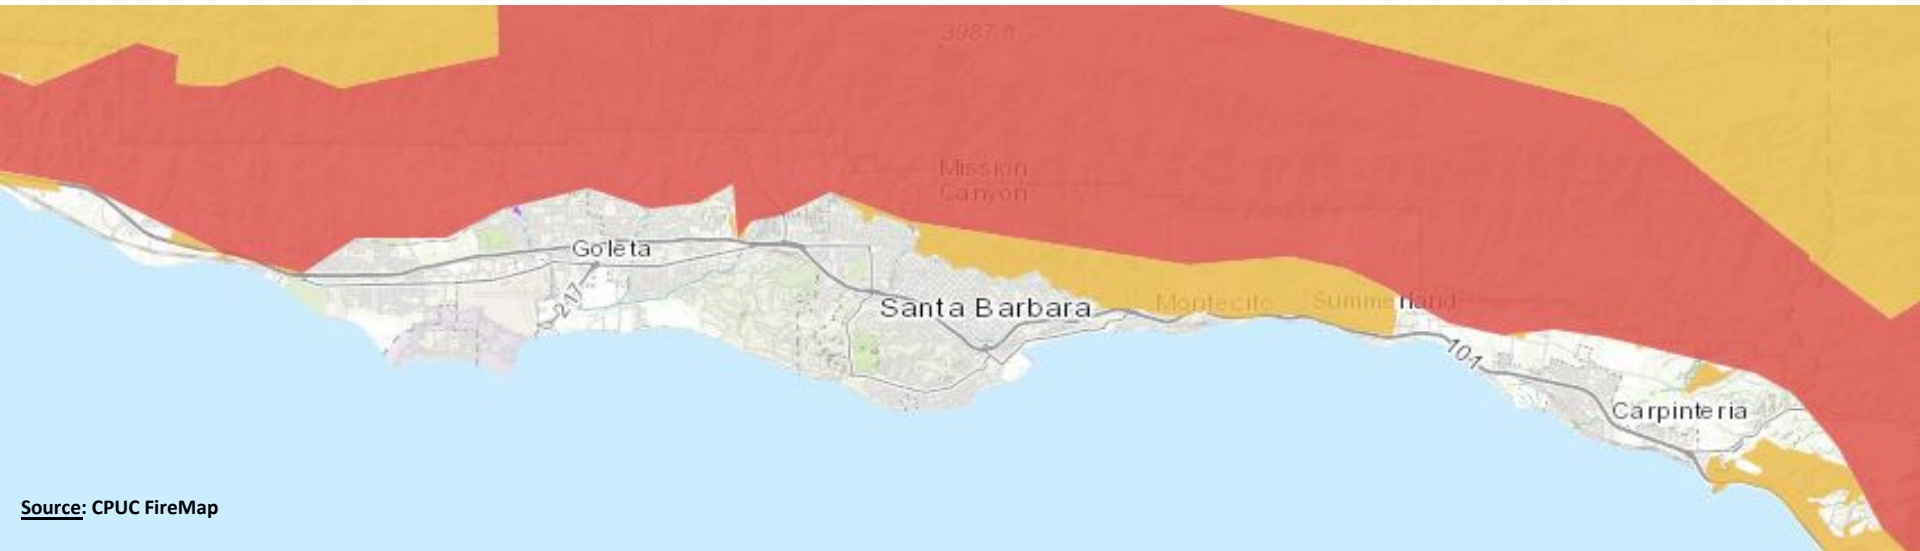 3987 ft
Mission
Canyon
Goleta
217
Santa Barbara
Montecito
Summerland
101
Carpinteria
Source: CPUC FireMap